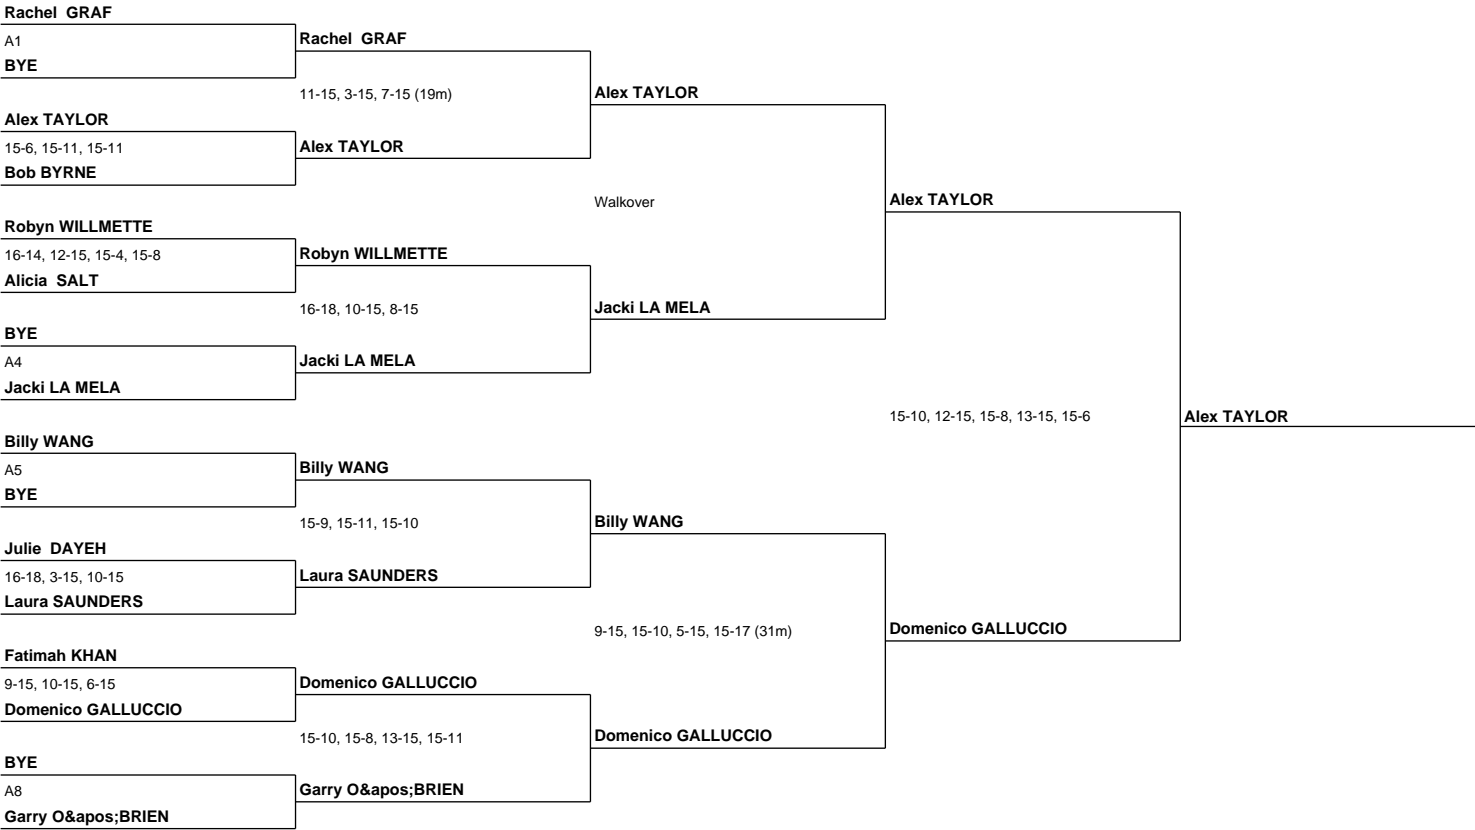 Rachel  GRAF
A1
BYE
Alex TAYLOR
15-6, 15-11, 15-11
Bob BYRNE
Robyn WILLMETTE
16-14, 12-15, 15-4, 15-8
Alicia  SALT
BYE
A4
Jacki LA MELA
Billy WANG
A5
BYE
Julie  DAYEH
16-18, 3-15, 10-15
Laura SAUNDERS
Fatimah KHAN
9-15, 10-15, 6-15
Domenico GALLUCCIO
BYE
A8
Garry O&apos;BRIEN
Rachel  GRAF
11-15, 3-15, 7-15 (19m)
Alex TAYLOR
Robyn WILLMETTE
16-18, 10-15, 8-15
Jacki LA MELA
Billy WANG
15-9, 15-11, 15-10
Laura SAUNDERS
Domenico GALLUCCIO
15-10, 15-8, 13-15, 15-11
Garry O&apos;BRIEN
Alex TAYLOR
Walkover
Jacki LA MELA
Billy WANG
9-15, 15-10, 5-15, 15-17 (31m)
Domenico GALLUCCIO
Alex TAYLOR
15-10, 12-15, 15-8, 13-15, 15-6
Domenico GALLUCCIO
Alex TAYLOR